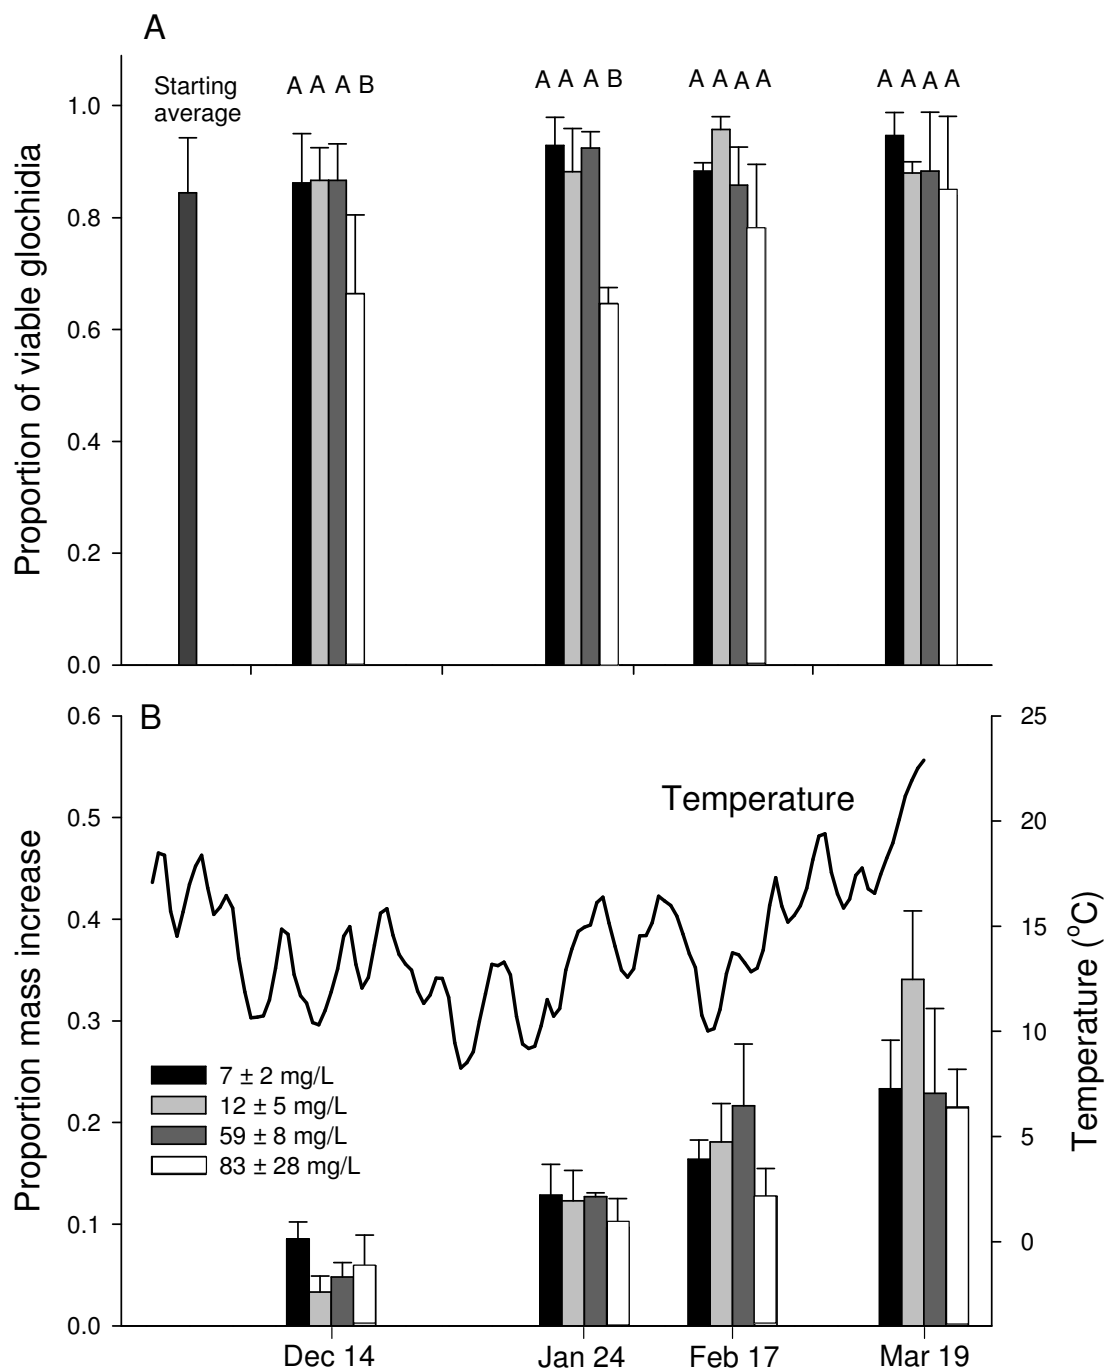 A
Starting
average
A A A B
A A A B
A A A A
A A A A
1.0
0.8
0.6
0.4
0.2
0.0
Proportion of viable glochidia
B
0.6
0.5
0.4
0.3
0.2
0.1
0.0
Proportion mass increase
Temperature
7 ± 2 mg/L
12 ± 5 mg/L
59 ± 8 mg/L
83 ± 28 mg/L
25
20
15
10
5
0
Temperature (°C)
Dec 14
Jan 24
Feb 17
Mar 19